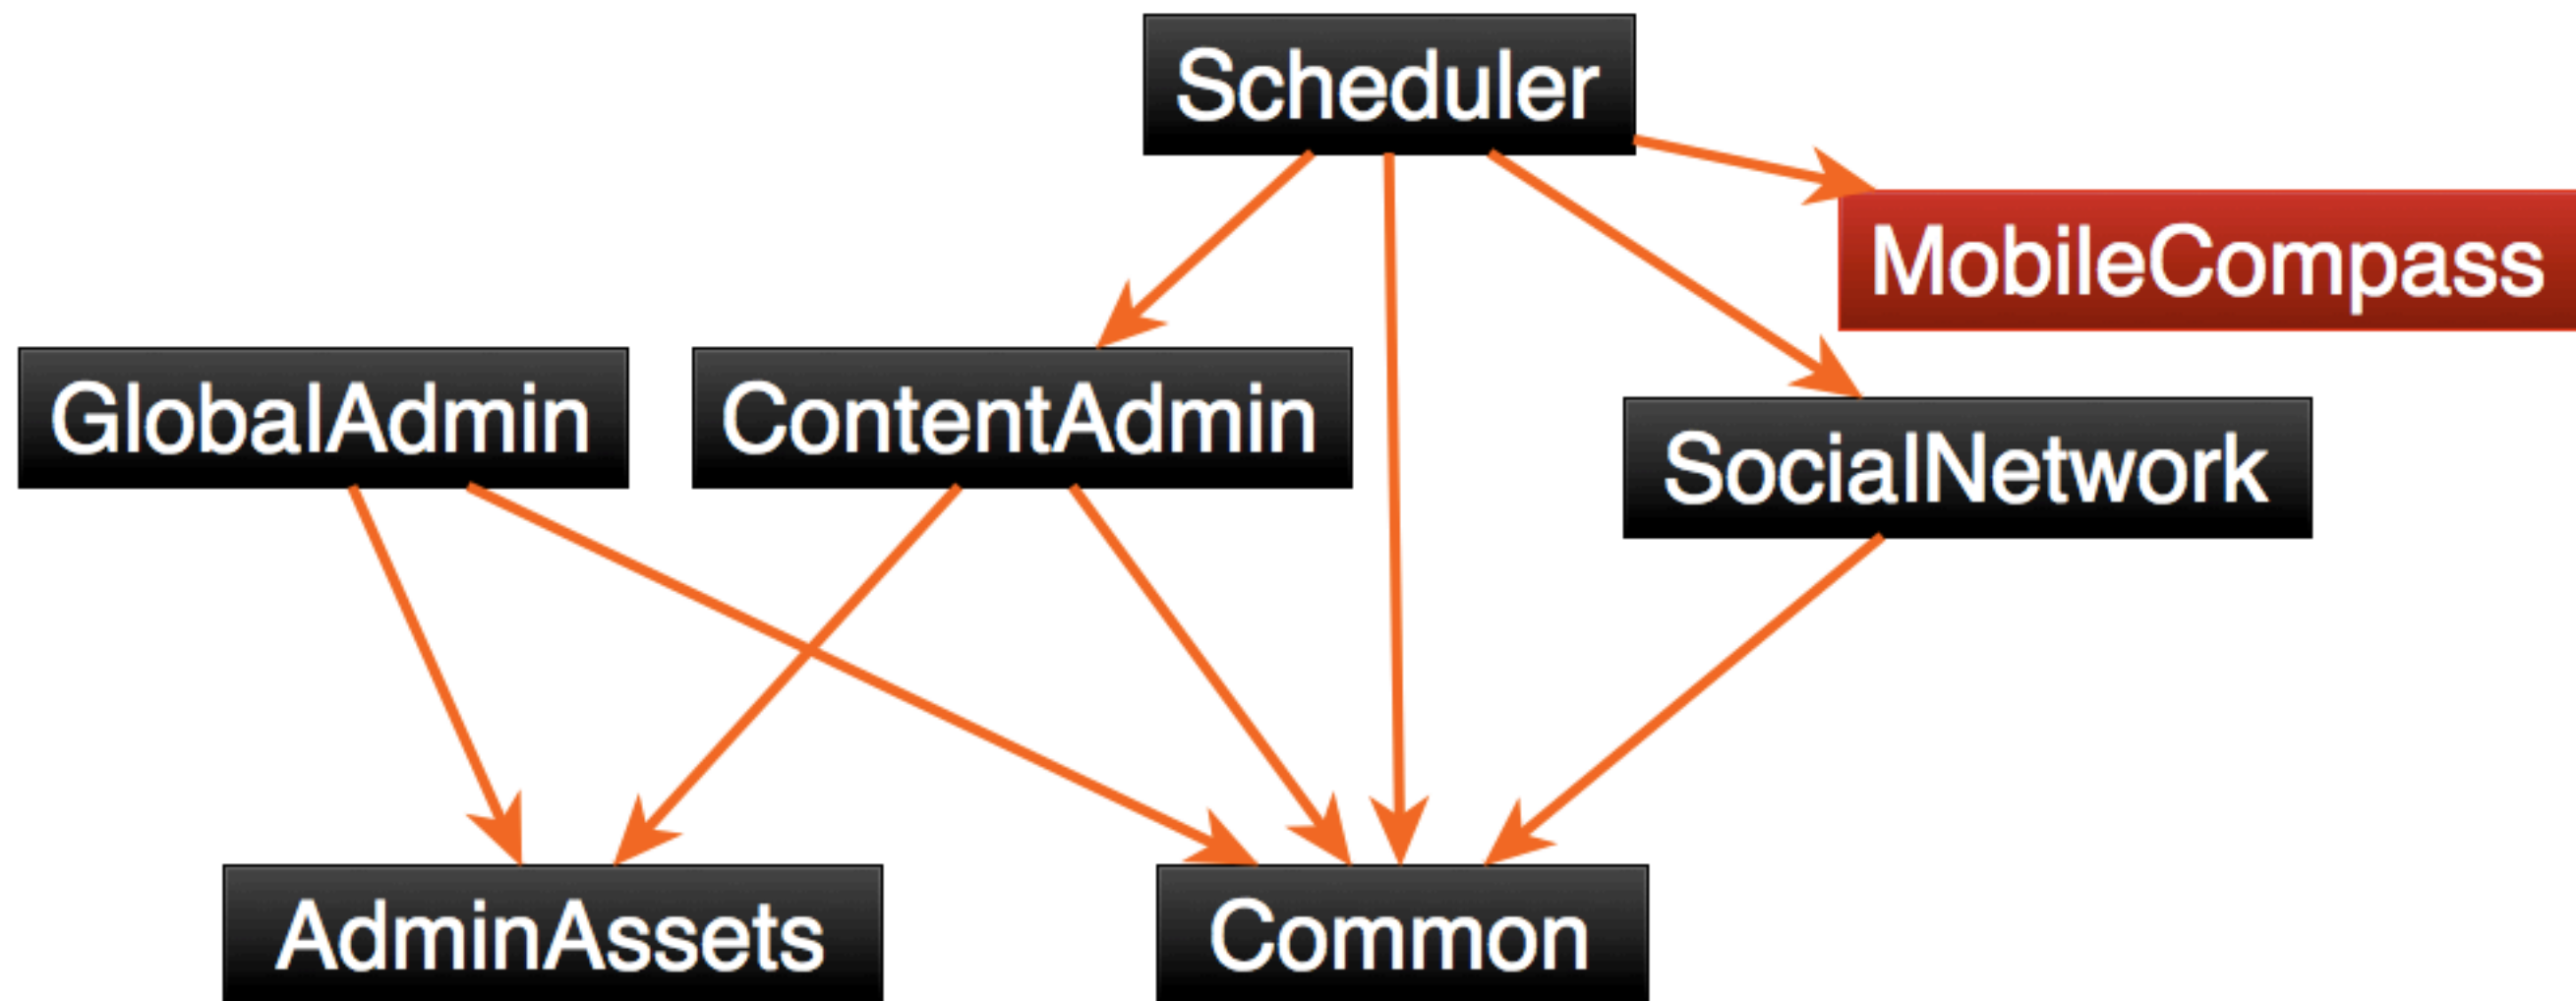 Scheduler
MobileCompass
GlobalAdmin
ContentAdmin
SocialNetwork
AdminAssets
Common